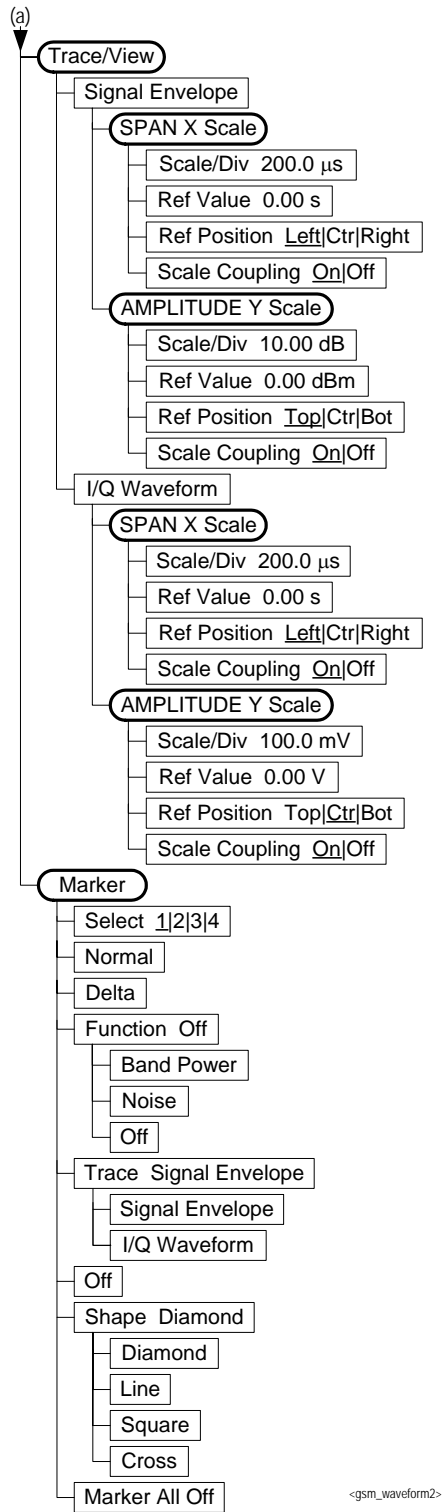 (a)
Trace/View
Signal Envelope
SPAN X Scale
Scale/Div 200.0 μs
Ref Value 0.00 s
Ref Position Left|Ctr|Right
Scale Coupling On|Off
AMPLITUDE Y Scale
Scale/Div 10.00 dB
Ref Value 0.00 dBm
Ref Position Top|Ctr|Bot
Scale Coupling On|Off
I/Q Waveform
SPAN X Scale
Scale/Div 200.0 μs
Ref Value 0.00 s
Ref Position Left|Ctr|Right
Scale Coupling On|Off
AMPLITUDE Y Scale
Scale/Div 100.0 mV
Ref Value 0.00 V
Ref Position Top|Ctr|Bot
Scale Coupling On|Off
Marker
Select 1|2|3|4
Normal
Delta
Function Off
Band Power
Noise
Off
Trace Signal Envelope
Signal Envelope
I/Q Waveform
Off
Shape Diamond
Diamond
Line
Square
Cross
Marker All Off
<gsm_waveform2>